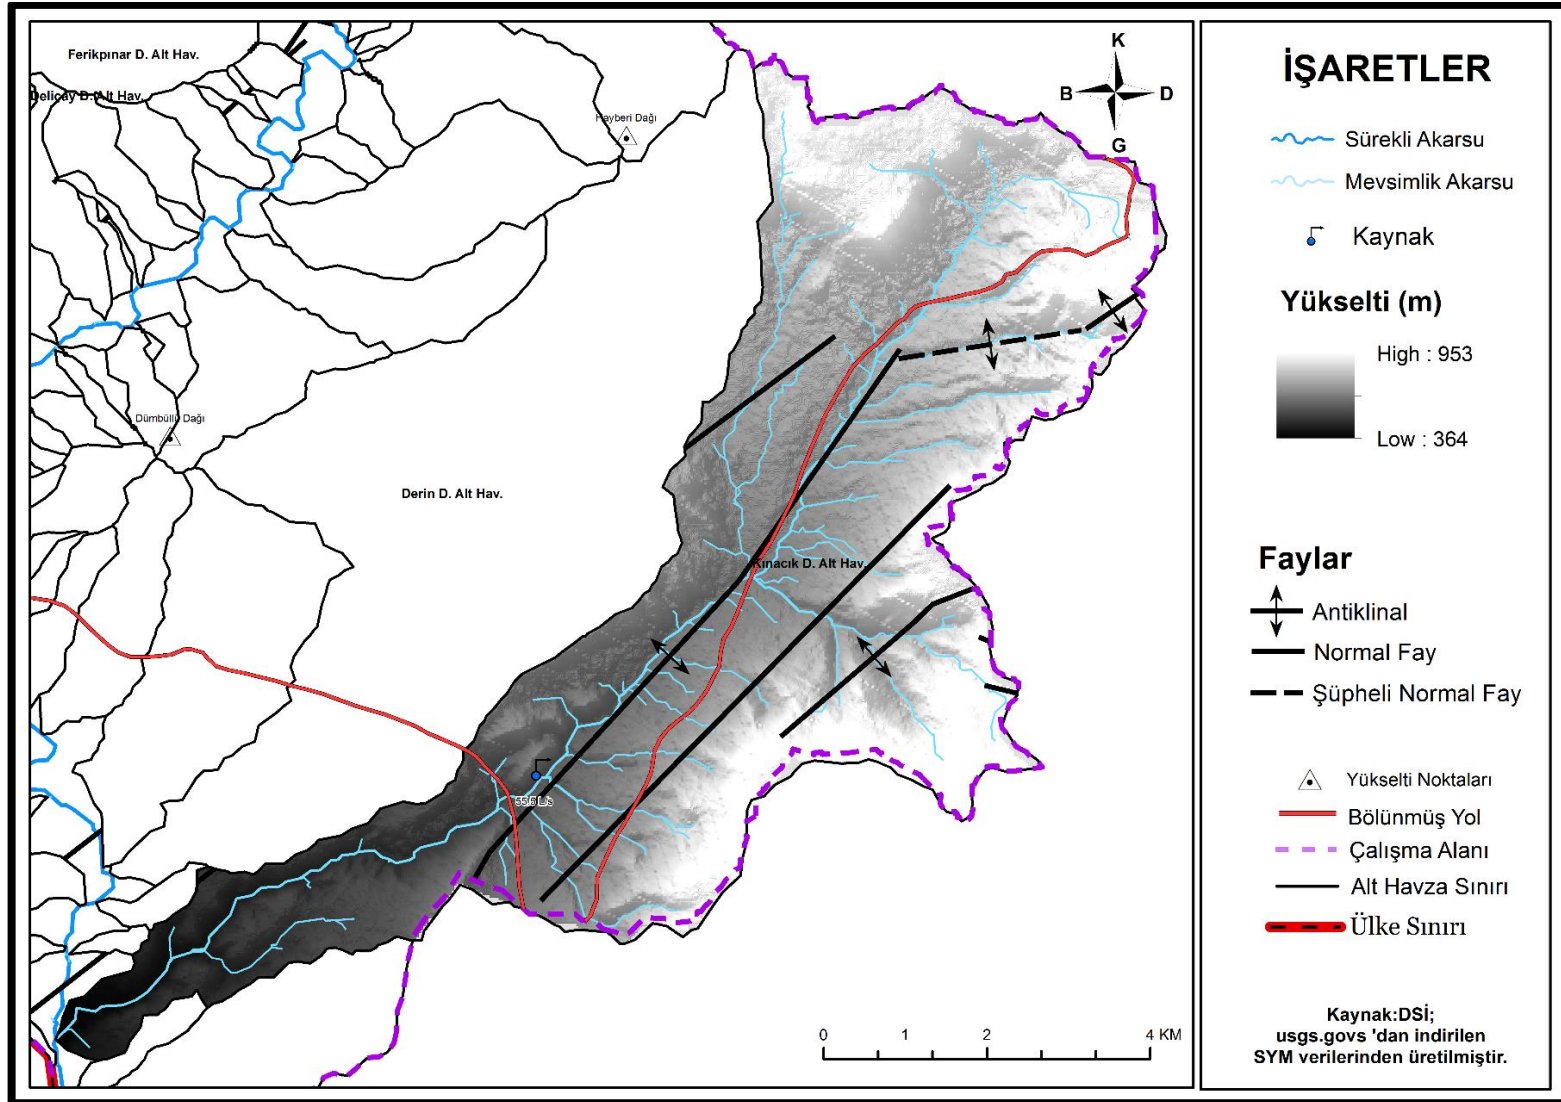 Ferikpınar D. Alt Hav.
Deliçay D. Alt Hav.
Hayberi Dağı
K
B
D
G
Dümbüllü Dağı
Derin D. Alt Hav.
Kınacık D. Alt Hav.
0 1 2 4 KM
İŞARETLER
Sürekli Akarsu
Mevsimlik Akarsu
Kaynak
Yükselti (m)
High : 953
Low : 364
Faylar
Antiklinal
Normal Fay
Şüpheli Normal Fay
Yükselti Noktaları
Bölünmüş Yol
Çalışma Alanı
Alt Havza Sınırı
Ülke Sınırı
Kaynak:DSİ;
usgs.govs 'dan indirilen
SYM verilerinden üretilmiştir.